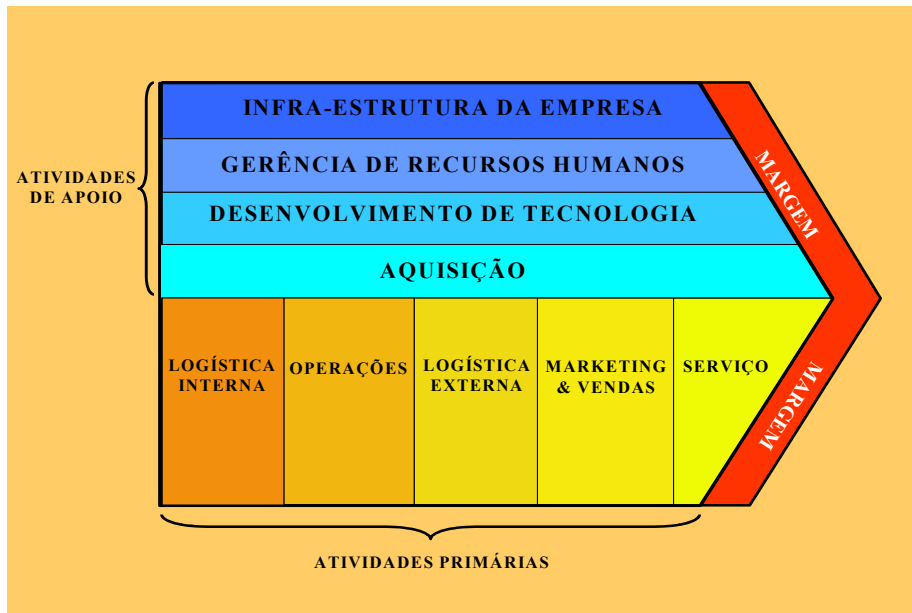 INFRA-ESTRUTURA DA EMPRESA
GERÊNCIA DE RECURSOS HUMANOS
ATIVIDADES
DE APOIO
DESENVOLVIMENTO DE TECNOLOGIA
AQUISIÇÃO
MARGEM
LOGÍSTICA
INTERNA
OPERAÇÕES
LOGÍSTICA
EXTERNA
MARKETING
& VENDAS
SERVIÇO
MARGEM
ATIVIDADES PRIMÁRIAS